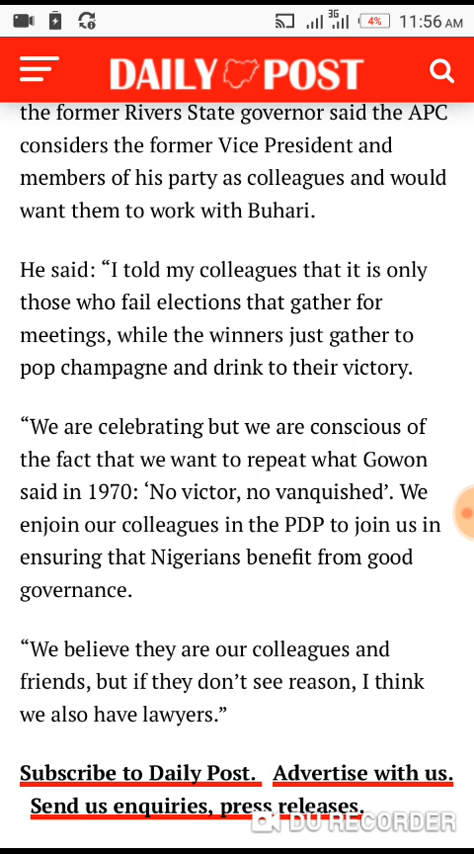 3G
4%
11:56 AM
DAILY POST
the former Rivers State governor said the APC
considers the former Vice President and
members of his party as colleagues and would
want them to work with Buhari.
He said: “I told my colleagues that it is only
those who fail elections that gather for
meetings, while the winners just gather to
pop champagne and drink to their victory.
“We are celebrating but we are conscious of
the fact that we want to repeat what Gowon
said in 1970: ‘No victor, no vanquished’. We
enjoin our colleagues in the PDP to join us in
ensuring that Nigerians benefit from good
governance.
“We believe they are our colleagues and
friends, but if they don’t see reason, I think
we also have lawyers.”
Subscribe to Daily Post. Advertise with us.
Send us enquiries, press releases.
DU RECORDER